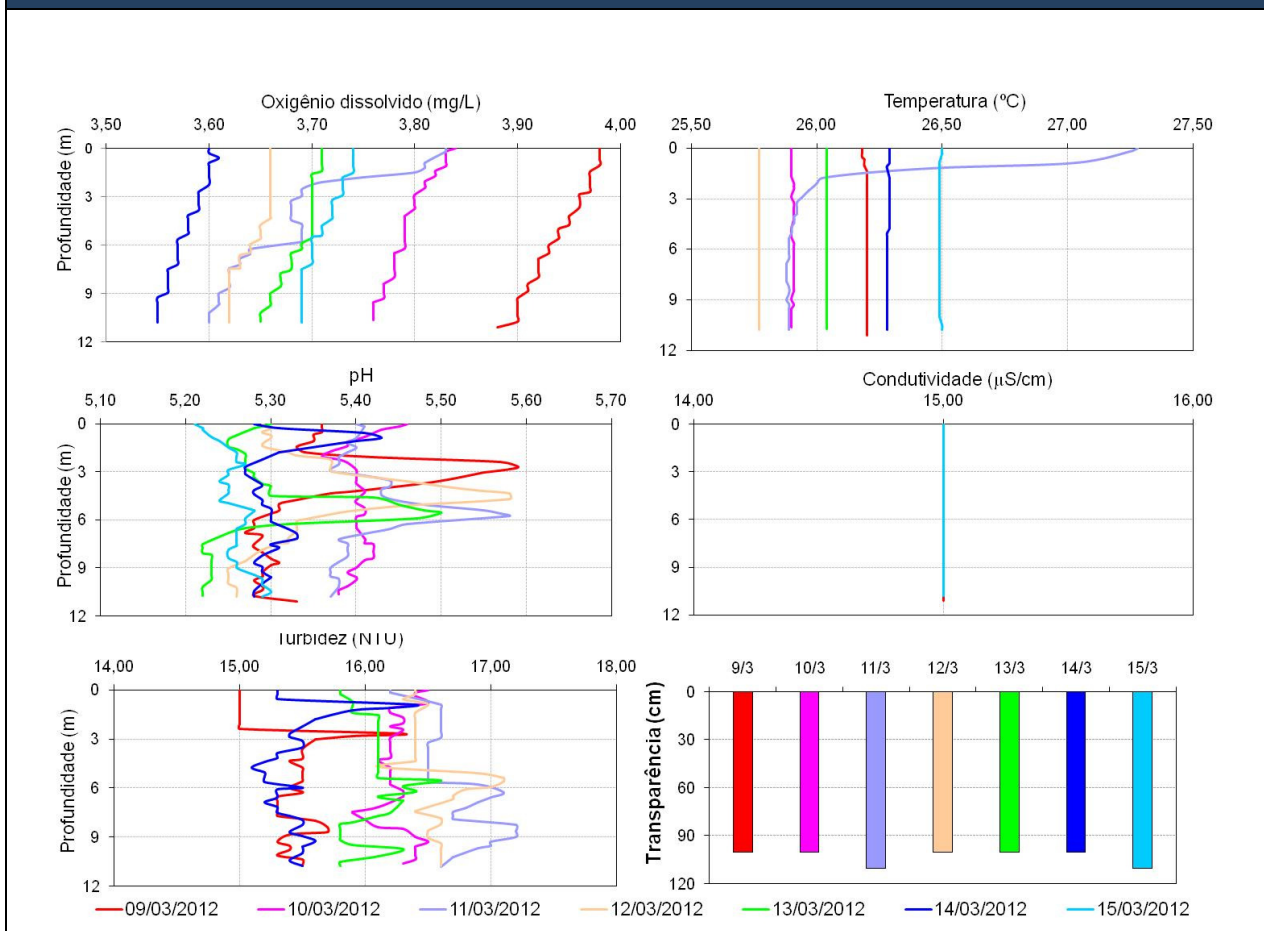 Oxigênio dissolvido (mg/L)
3,50 3,60 3,70 3,80 3,90 4,00
Profundidade (m)
0
3
6
9
12
Temperatura (ºC)
25,50 26,00 26,50 27,00 27,50
0
3
6
9
12
pH
5,10 5,20 5,30 5,40 5,50 5,60 5,70
Profundidade (m)
0
3
6
9
12
Condutividade (µS/cm)
14,00 15,00 16,00
0
3
6
9
12
Turbidez (NTU)
14,00 15,00 16,00 17,00 18,00
Profundidade (m)
0
3
6
9
12
9/3 10/3 11/3 12/3 13/3 14/3 15/3
Transparência (cm)
0
30
60
90
120
09/03/2012 10/03/2012 11/03/2012 12/03/2012 13/03/2012 14/03/2012 15/03/2012